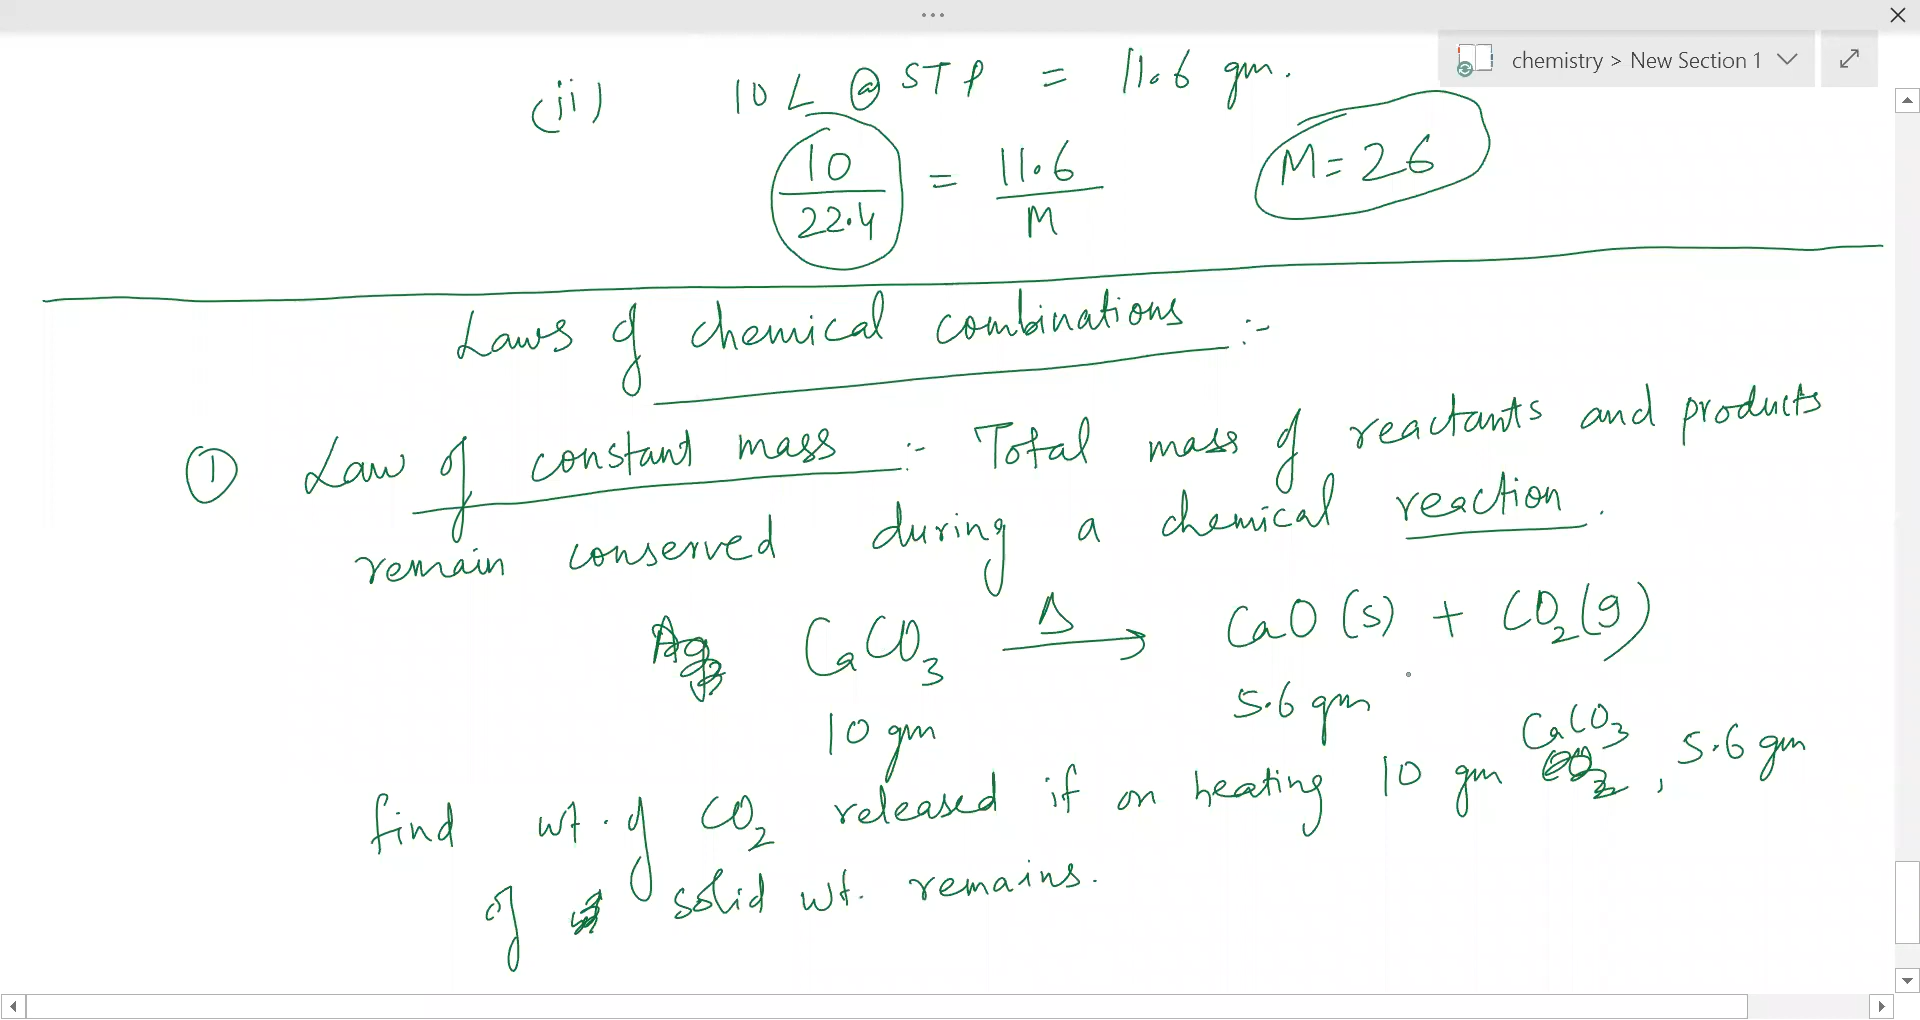 chemistry > New Section 1
(ii) 10 L @ STP = 11.6 gm.
10/22.4 = 11.6/M M = 26
Laws of chemical combinations :-
① Law of constant mass :- Total mass of reactants and products
remain conserved during a chemical reaction.
CaCO₃ Δ→ CaO (s) + CO₂(g)
10 gm 5.6 gm
find wt. of CO₂ released if on heating 10 gm CaCO₃, 5.6 gm
of solid wt. remains.